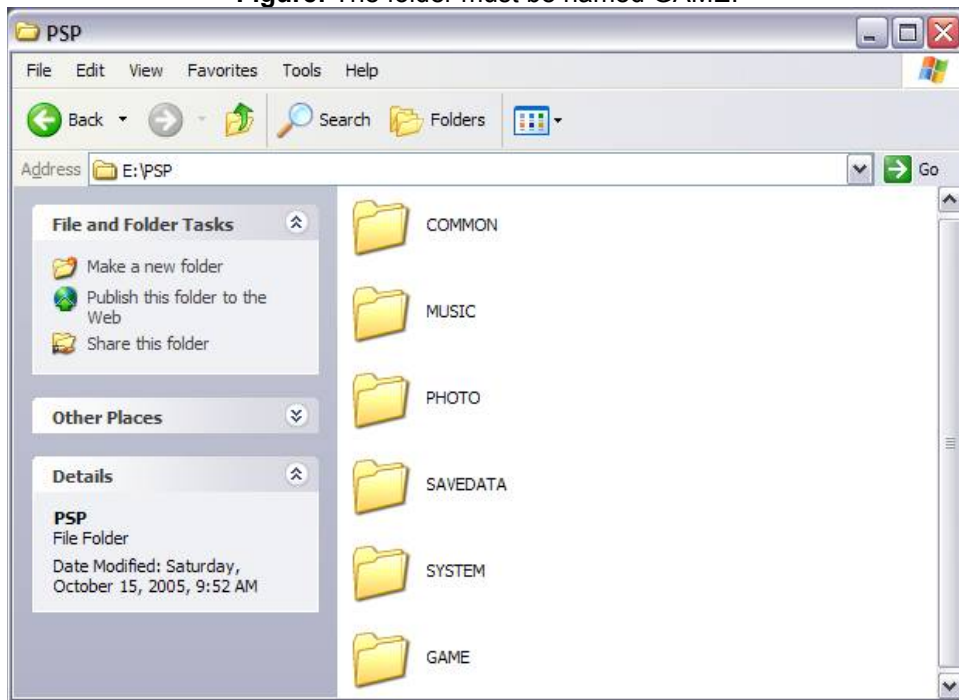 Figure: The folder must be named GAME.
PSP
File Edit View Favorites Tools Help
Back Search Folders
Address E:\PSP Go
File and Folder Tasks
Make a new folder
Publish this folder to the
Web
Share this folder
Other Places
Details
PSP
File Folder
Date Modified: Saturday,
October 15, 2005, 9:52 AM
COMMON
MUSIC
PHOTO
SAVEDATA
SYSTEM
GAME